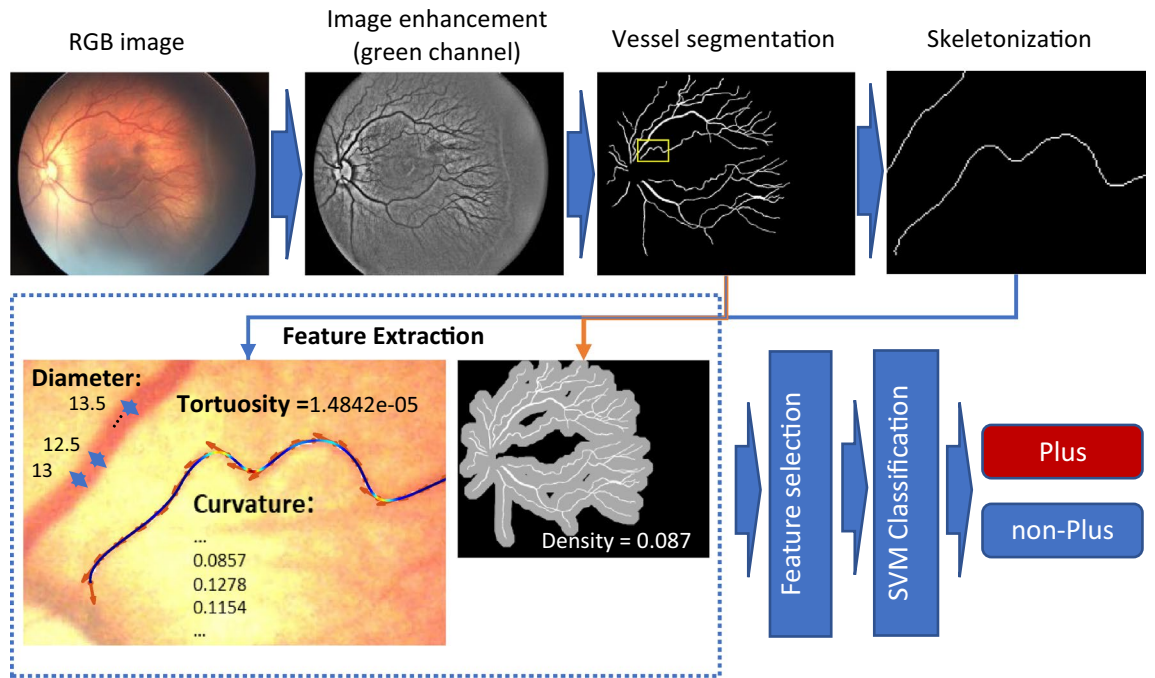 RGB image
Image enhancement
(green channel)
Vessel segmentation
Skeletonization
Feature Extraction
Diameter:
13.5
12.5
13
Tortuosity =1.4842e-05
Curvature:
...
0.0857
0.1278
0.1154
...
Density = 0.087
Feature selection
SVM Classification
Plus
non-Plus